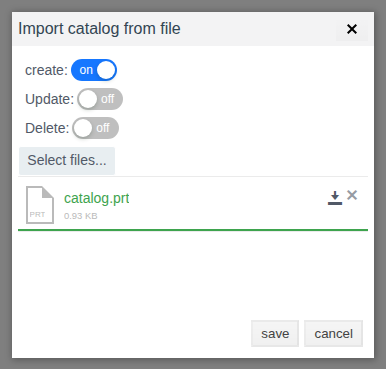 Import catalog from file
create: on
Update: off
Delete: off
Select files...
catalog.prt
PRT
0.93 KB
save cancel